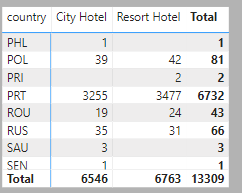 country City Hotel Resort Hotel Total
PHL 1 1
POL 39 42 81
PRI 2 2
PRT 3255 3477 6732
ROU 19 24 43
RUS 35 31 66
SAU 3 3
SEN 1 1
Total 6546 6763 13309